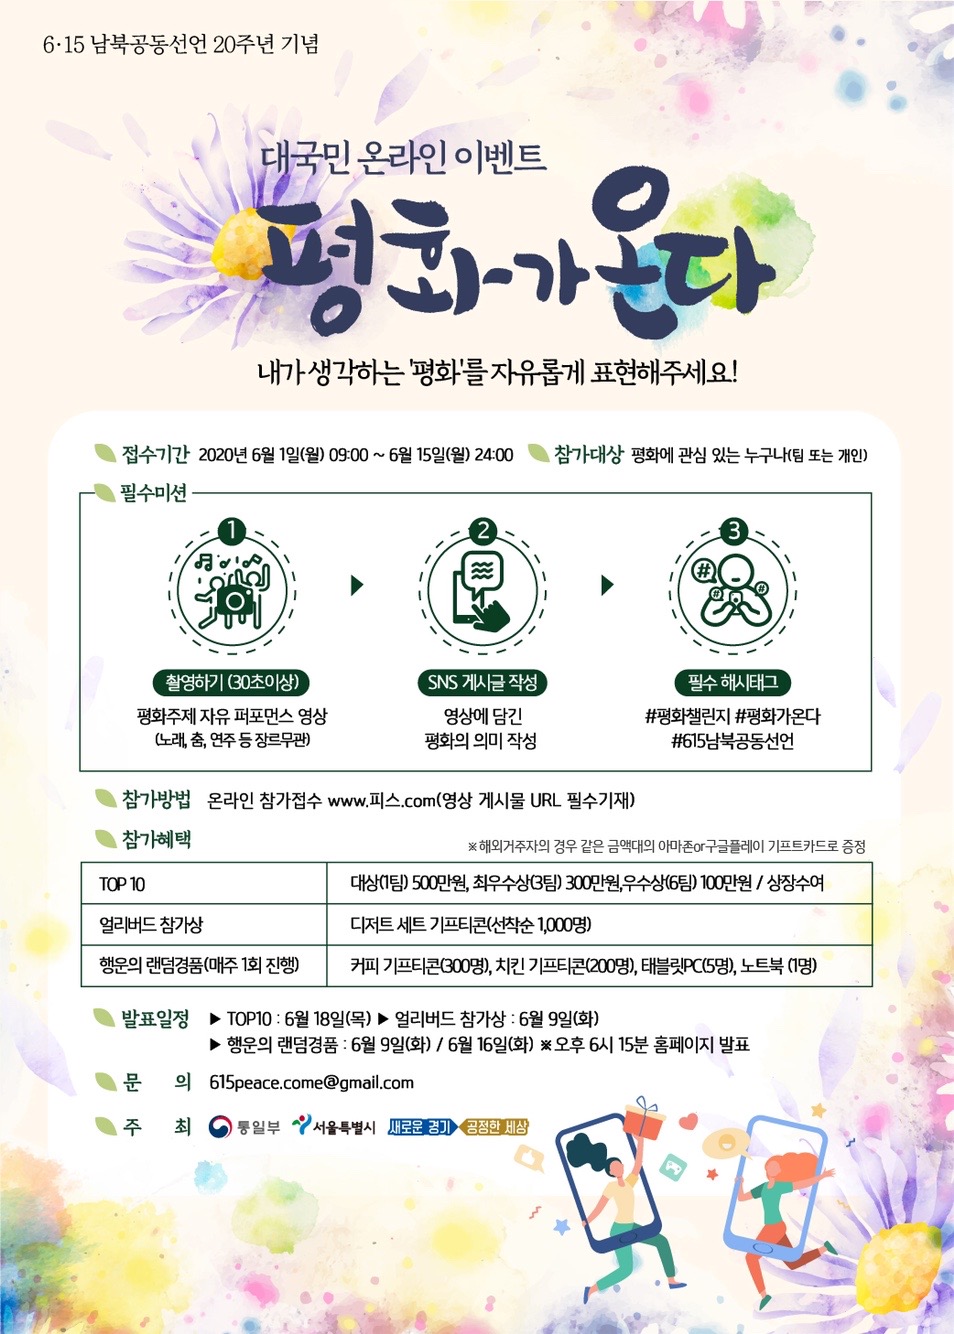 6·15 남북공동선언 20주년 기념
대국민 온라인 이벤트
평화가 온다
내가 생각하는 '평화'를 자유롭게 표현해주세요!
접수기간 2020년 6월 1일(월) 09:00 ~ 6월 15일(월) 24:00 참가대상 평화에 관심 있는 누구나(팀 또는 개인)
필수미션
1 2 3
# # #
촬영하기 (30초이상) SNS 게시글 작성 필수 해시태그
평화주제 자유 퍼포먼스 영상 영상에 담긴 #평화챌린지 #평화가온다
(노래, 춤, 연주 등 장르무관) 평화의 의미 작성 #615남북공동선언
참가방법 온라인 참가접수 www.피스.com(영상 게시물 URL 필수기재)
참가혜택 ※해외거주자의 경우 같은 금액대의 아마존or구글플레이 기프트카드로 증정
TOP 10 대상(1팀) 500만원, 최우수상(3팀) 300만원,우수상(6팀) 100만원 / 상장수여
얼리버드 참가상 디저트 세트 기프티콘(선착순 1,000명)
행운의 랜덤경품(매주 1회 진행) 커피 기프티콘(300명), 치킨 기프티콘(200명), 태블릿PC(5명), 노트북 (1명)
발표일정 ▶ TOP10 : 6월 18일(목) ▶ 얼리버드 참가상 : 6월 9일(화)
▶ 행운의 랜덤경품 : 6월 9일(화) / 6월 16일(화) ※오후 6시 15분 홈페이지 발표
문 의 615peace.come@gmail.com
주 최 통일부 서울특별시 새로운 경기 공정한 세상